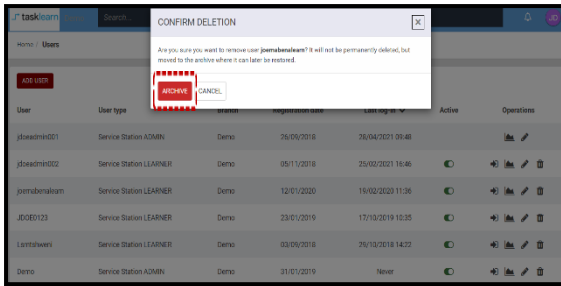 tasklearn
Search...
CONFIRM DELETION
X
JD
Home / Users
Are you sure you want to remove user joemabenalearn? It will not be permanently deleted, but
moved to the archive where it can later be restored.
ADD USER
ARCHIVE CANCEL
User User type Branch Registration date Last log-in Active Operations
jdoeadmin001 Service Station ADMIN Demo 26/09/2018 28/04/2021 09:48
jdoeadmin002 Service Station LEARNER Demo 05/11/2018 25/02/2021 16:46
joemabenalearn Service Station LEARNER Demo 12/01/2020 19/02/2020 11:36
JDOE0123 Service Station LEARNER Demo 23/01/2019 17/10/2019 10:35
Service Station LEARNER Demo 03/09/2018 29/10/2018 14:22
Demo Service Station ADMIN Demo 31/01/2019 Never